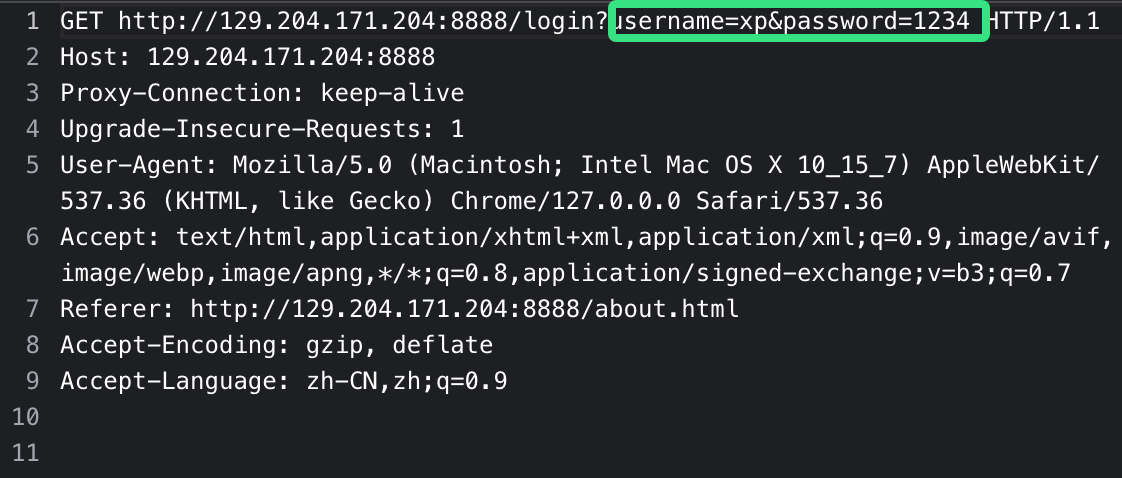 1 GET http://129.204.171.204:8888/login?username=xp&password=1234 HTTP/1.1
2 Host: 129.204.171.204:8888
3 Proxy-Connection: keep-alive
4 Upgrade-Insecure-Requests: 1
5 User-Agent: Mozilla/5.0 (Macintosh; Intel Mac OS X 10_15_7) AppleWebKit/
537.36 (KHTML, like Gecko) Chrome/127.0.0.0 Safari/537.36
6 Accept: text/html,application/xhtml+xml,application/xml;q=0.9,image/avif,
image/webp,image/apng,*/*;q=0.8,application/signed-exchange;v=b3;q=0.7
7 Referer: http://129.204.171.204:8888/about.html
8 Accept-Encoding: gzip, deflate
9 Accept-Language: zh-CN,zh;q=0.9
10
11